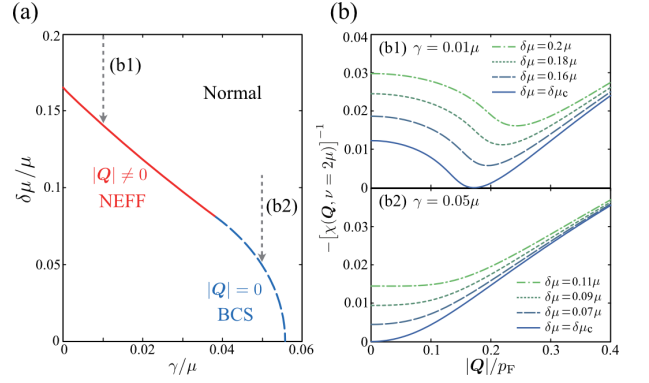 (a)
0.2
0.15
0.1
0.05
0
δμ/μ
(b1)
Normal
|Q| ≠ 0
NEFF
(b2)
|Q| = 0
BCS
0
0.02
0.04
0.06
γ/μ
(b)
(b1) γ = 0.01μ
δμ = 0.2μ
δμ = 0.18μ
δμ = 0.16μ
δμ = δμc
0.04
0.03
0.02
0.01
0
−[χ(Q, ν = 2μ)]⁻¹
(b2) γ = 0.05μ
δμ = 0.11μ
δμ = 0.09μ
δμ = 0.07μ
δμ = δμc
0.03
0.02
0.01
0
0
0.1
0.2
0.3
0.4
|Q|/pF